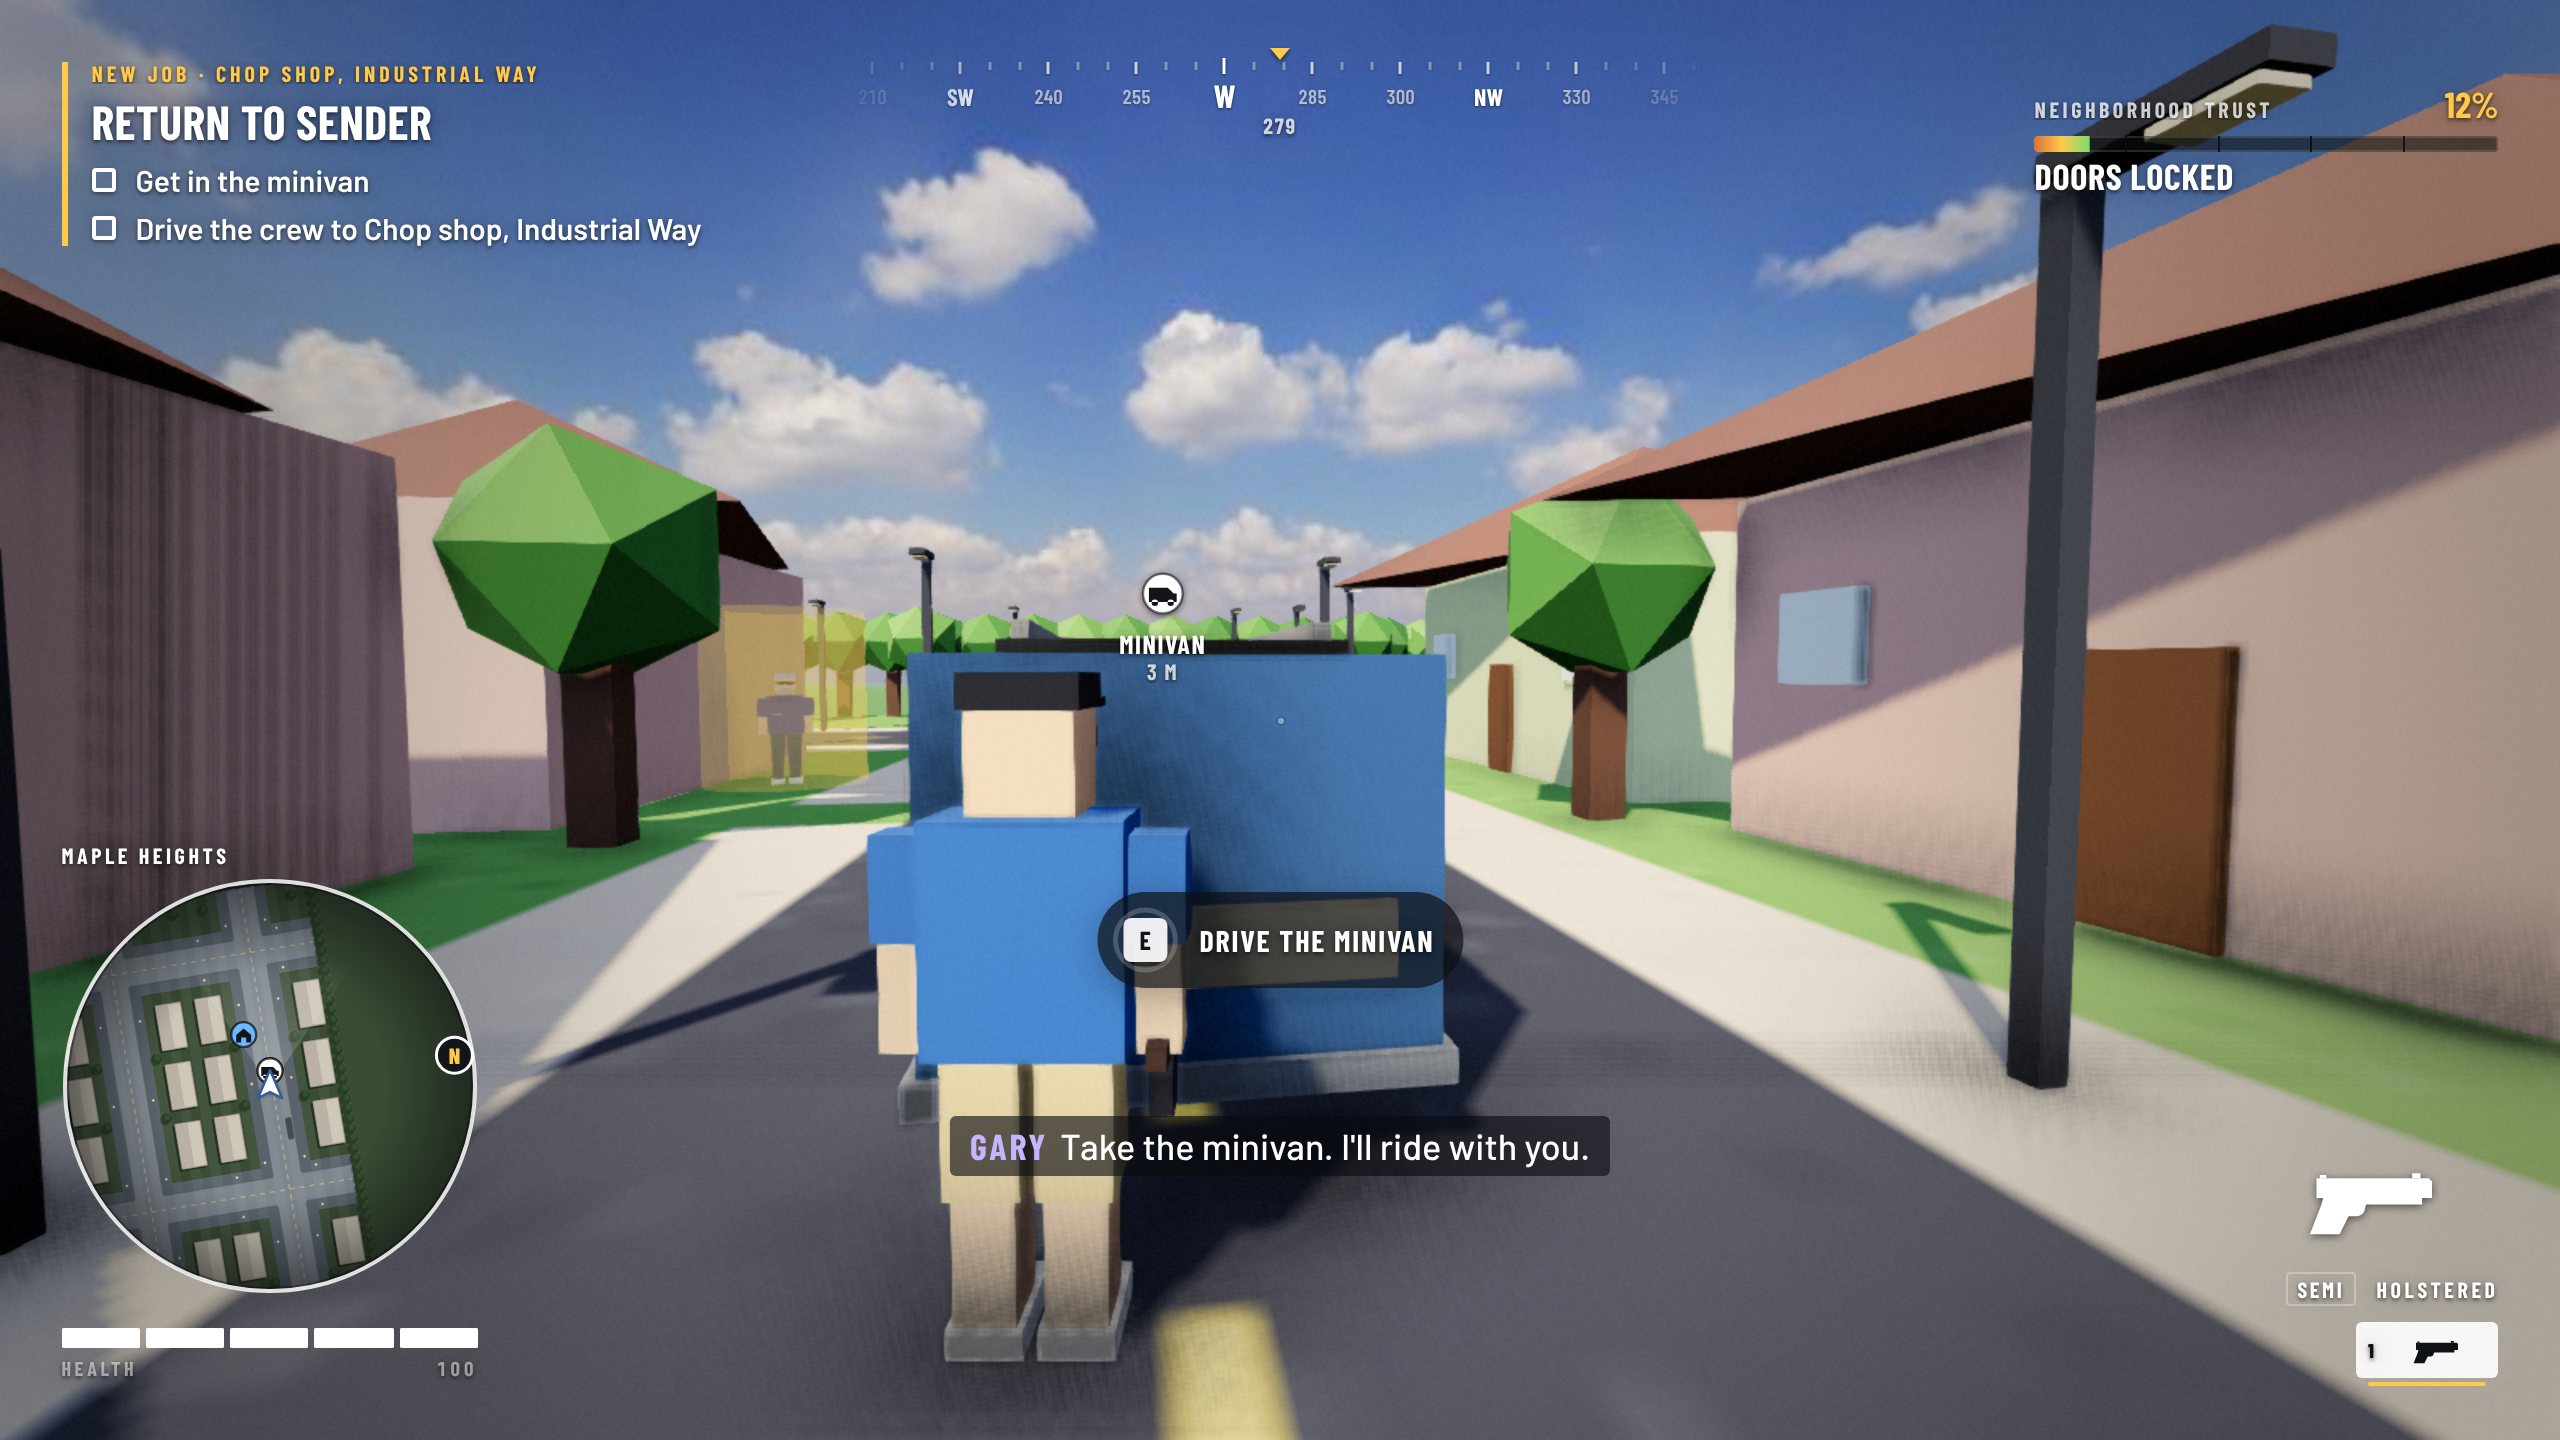 NEW JOB · CHOP SHOP, INDUSTRIAL WAY
RETURN TO SENDER
Get in the minivan
Drive the crew to Chop shop, Industrial Way
210 SW 240 255 W 285 300 NW 330 345
279
NEIGHBORHOOD TRUST 12%
DOORS LOCKED
MINIVAN
3 M
MAPLE HEIGHTS
N
E DRIVE THE MINIVAN
GARY Take the minivan. I'll ride with you.
SEMI HOLSTERED
1
HEALTH 100